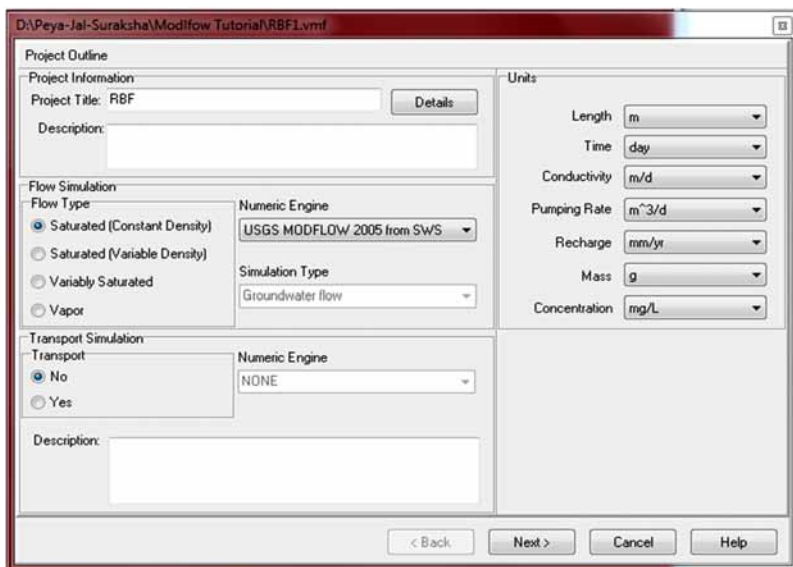 D:\Peya-Jal-Suraksha\Modlfow Tutorial\RBF1.vmf
Project Outline
Project Information
Project Title: RBF
Details
Description:
Flow Simulation
Flow Type
Saturated (Constant Density)
Saturated (Variable Density)
Variably Saturated
Vapor
Numeric Engine
USGS MODFLOW 2005 from SWS
Simulation Type
Groundwater flow
Transport Simulation
Transport
No
Yes
Numeric Engine
NONE
Description:
Units
Length m
Time day
Conductivity m/d
Pumping Rate m^3/d
Recharge mm/yr
Mass g
Concentration mg/L
< Back
Next >
Cancel
Help